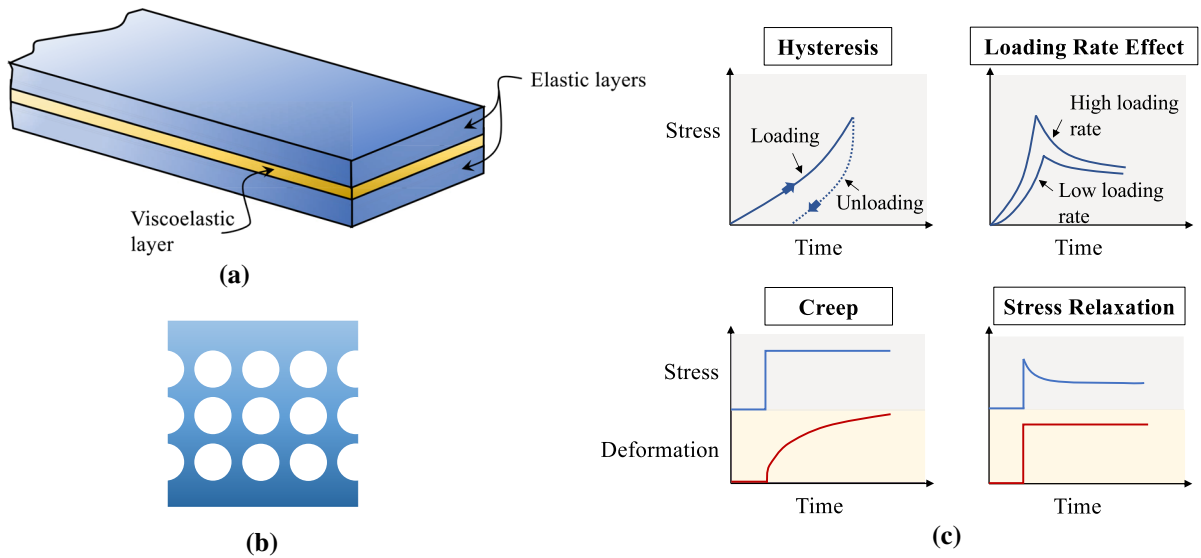 Elastic layers
Viscoelastic
layer
(a)
(b)
Hysteresis
Stress
Loading
Unloading
Time
Loading Rate Effect
High loading
rate
Low loading
rate
Time
Creep
Stress
Deformation
Time
Stress Relaxation
Time
(c)